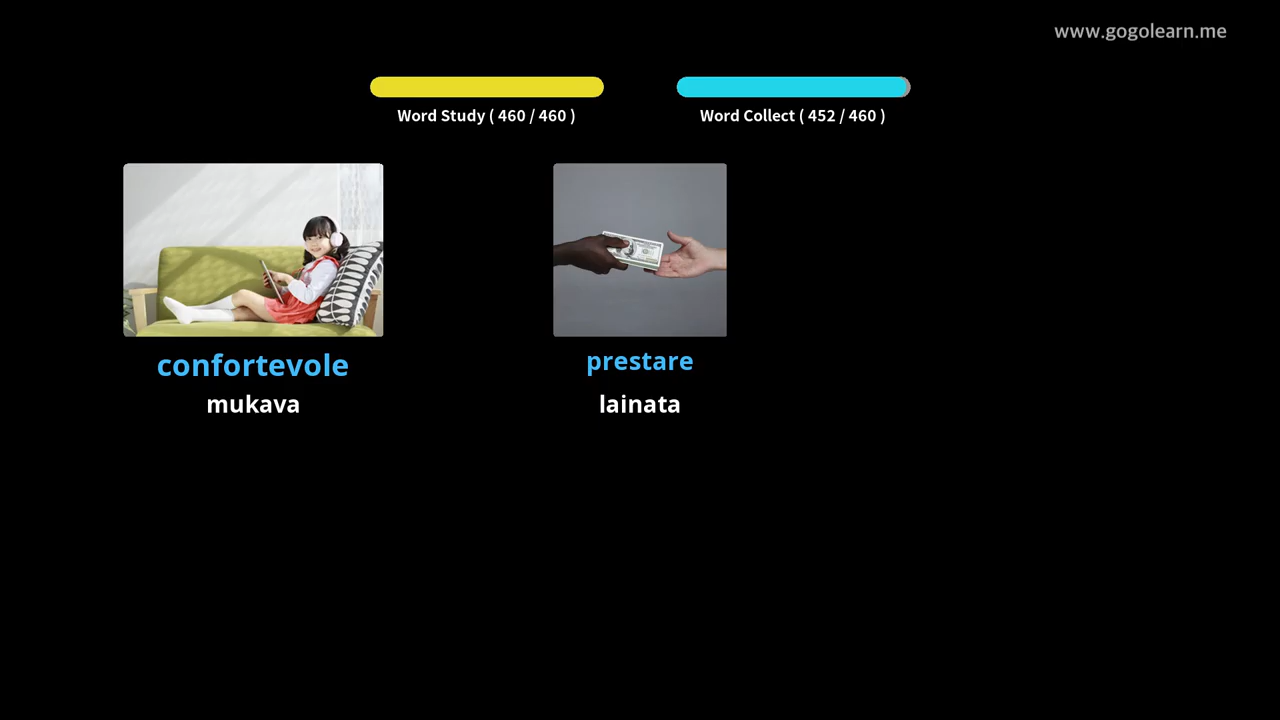 www.gogolearn.me
Word Study ( 460 / 460 )
Word Collect ( 452 / 460 )
confortevole
mukava
prestare
lainata